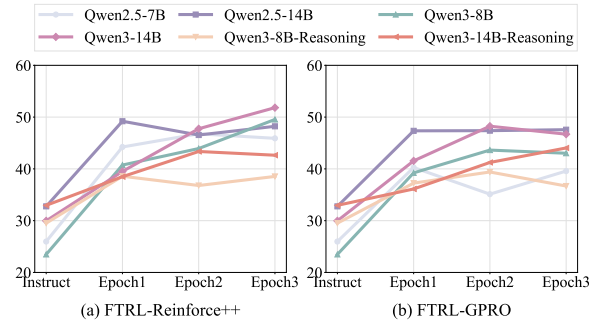 Qwen2.5-7B Qwen2.5-14B Qwen3-8B
Qwen3-14B Qwen3-8B-Reasoning Qwen3-14B-Reasoning
60 60
50 50
40 40
30 30
20 20
Instruct Epoch1 Epoch2 Epoch3 Instruct Epoch1 Epoch2 Epoch3
(a) FTRL-Reinforce++ (b) FTRL-GPRO